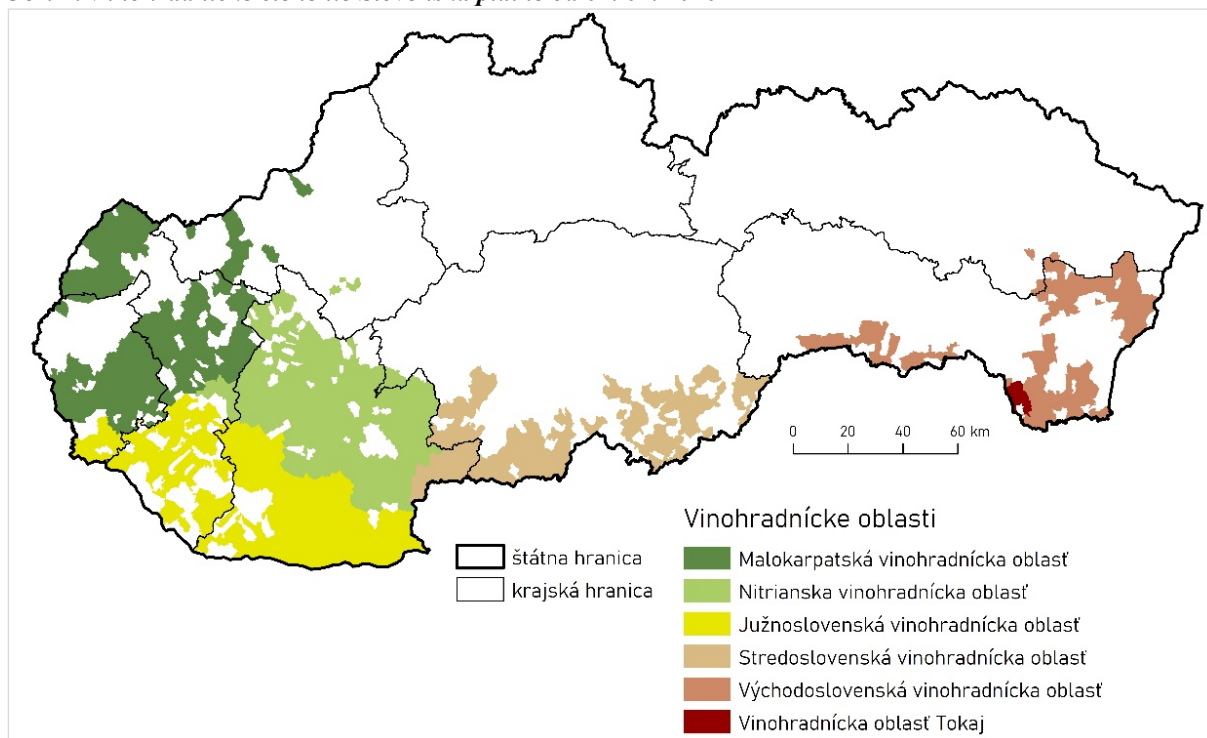 0 20 40 60 km
Vinohradnícke oblasti
štátna hranica
krajská hranica
Malokarpatská vinohradnícka oblasť
Nitrianska vinohradnícka oblasť
Južnoslovenská vinohradnícka oblasť
Stredoslovenská vinohradnícka oblasť
Východoslovenská vinohradnícka oblasť
Vinohradnícka oblasť Tokaj